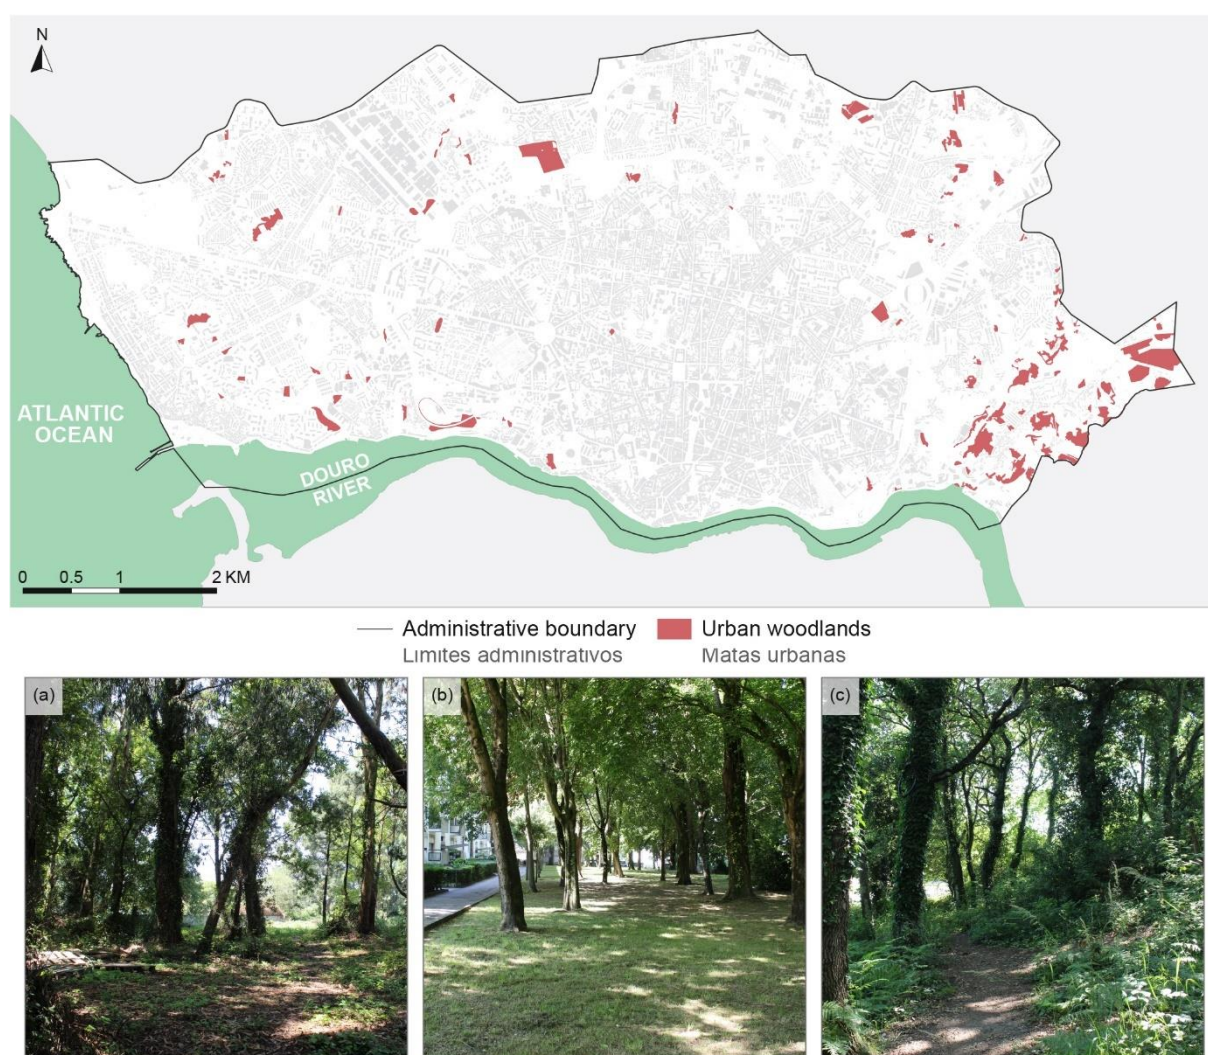 N
ATLANTIC
OCEAN
DOURO
RIVER
0 0.5 1 2 KM
Administrative boundary Urban woodlands
Limites administrativos Matas urbanas
(a) (b) (c)